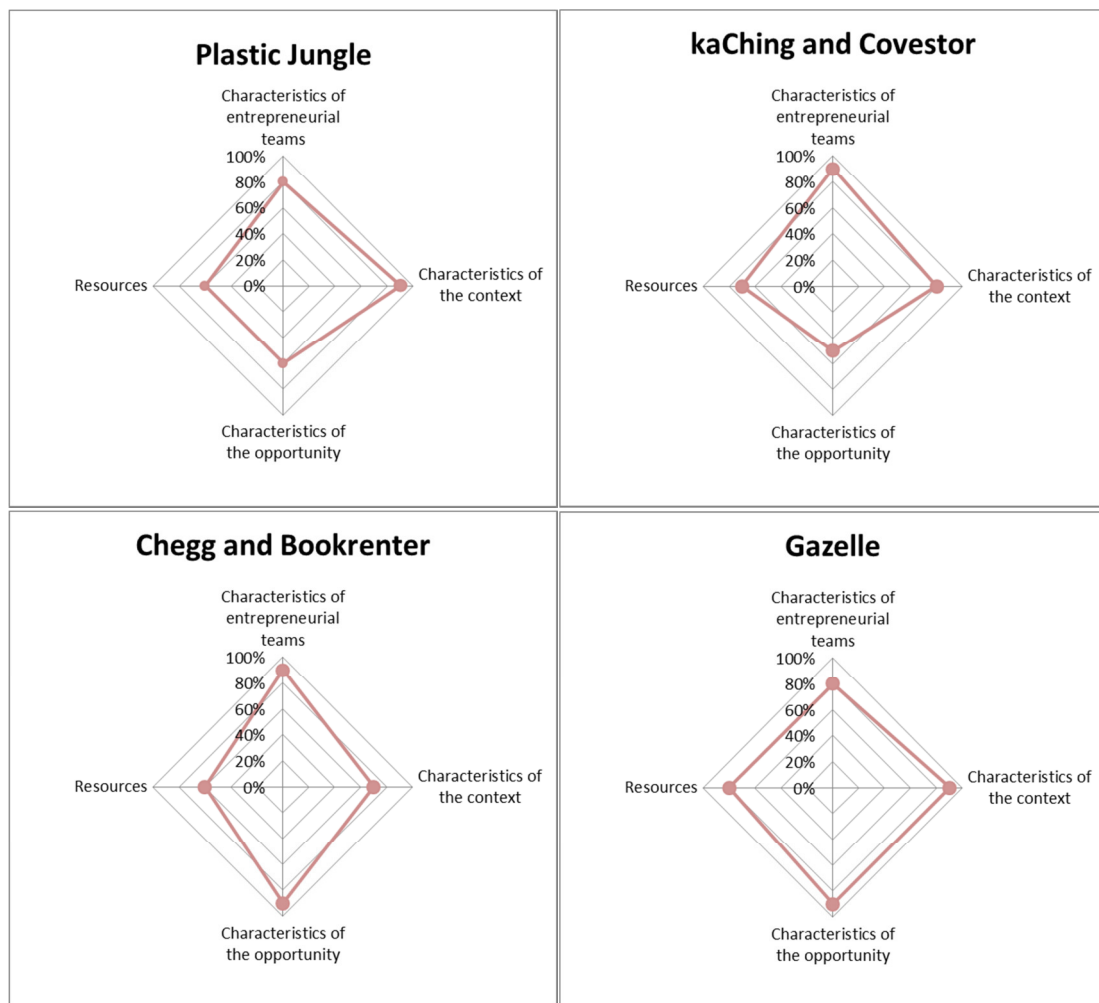 Plastic Jungle
Characteristics of
entrepreneurial
teams
100%
80%
60%
40%
20%
0%
Resources
Characteristics of
the context
Characteristics of
the opportunity
kaChing and Covestor
Characteristics of
entrepreneurial
teams
100%
80%
60%
40%
20%
0%
Resources
Characteristics of
the context
Characteristics of
the opportunity
Chegg and Bookrenter
Characteristics of
entrepreneurial
teams
100%
80%
60%
40%
20%
0%
Resources
Characteristics of
the context
Characteristics of
the opportunity
Gazelle
Characteristics of
entrepreneurial
teams
100%
80%
60%
40%
20%
0%
Resources
Characteristics of
the context
Characteristics of
the opportunity